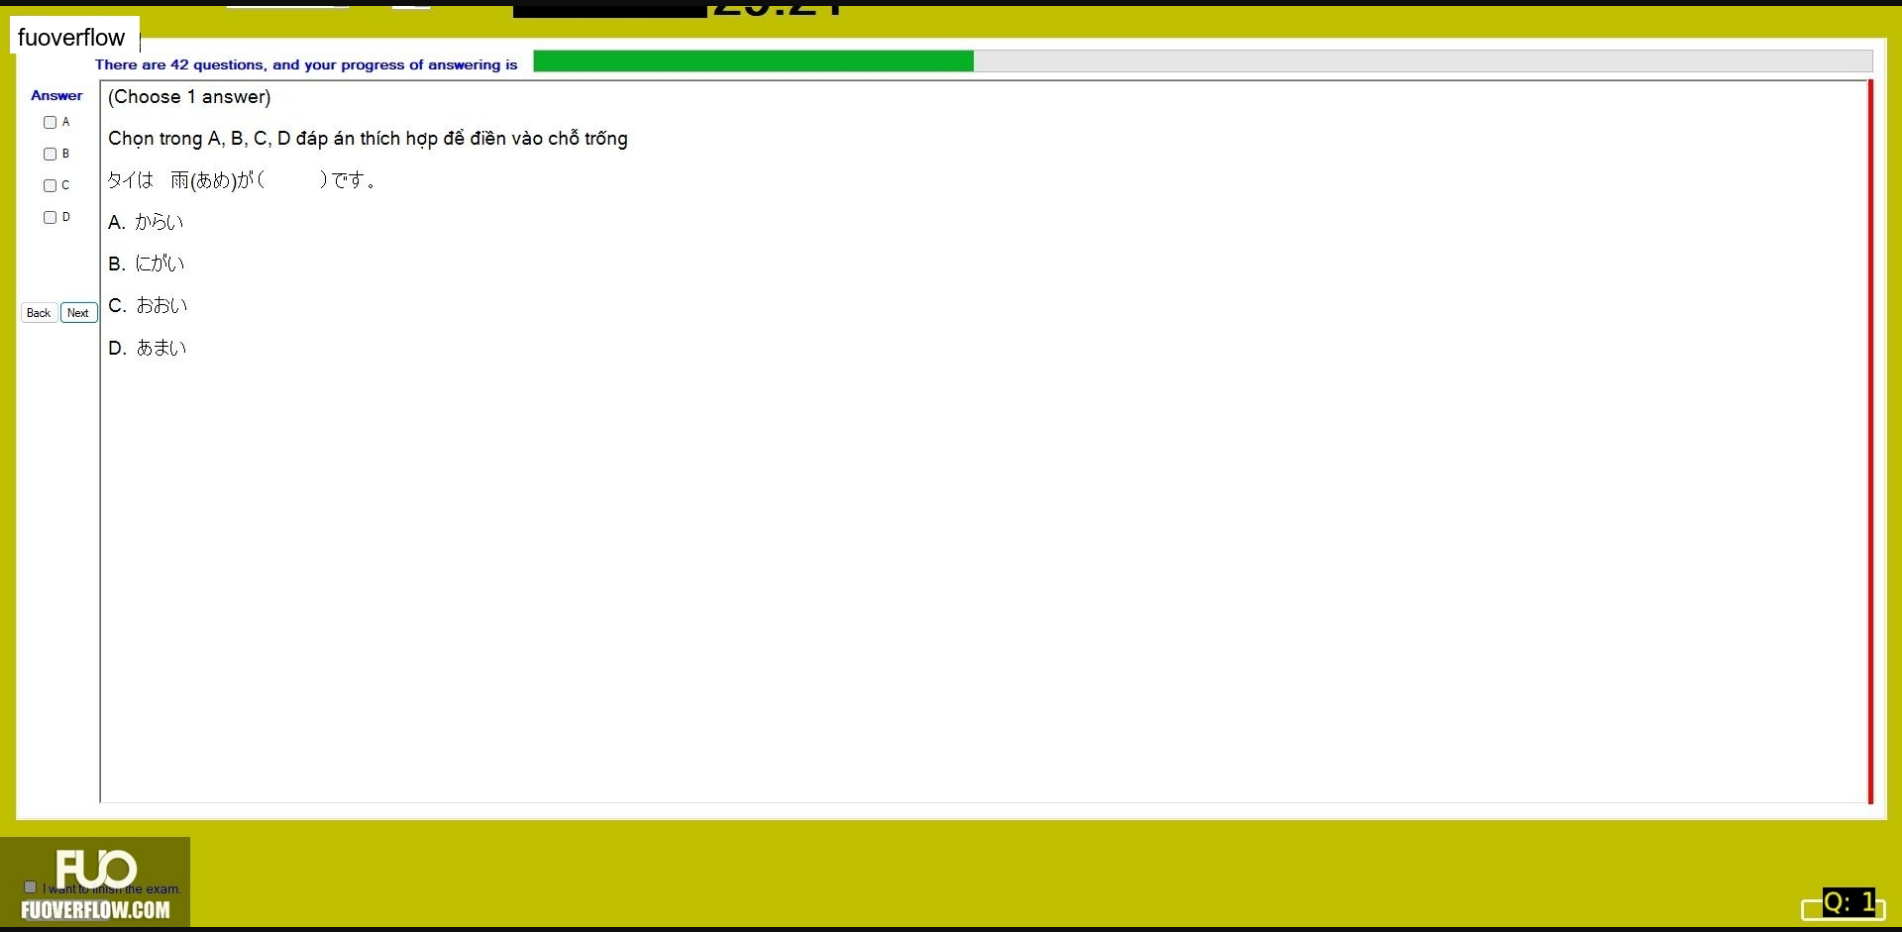 fuoverflow
There are 42 questions, and your progress of answering is
Answer
A
B
C
D
Back Next
(Choose 1 answer)
Chọn trong A, B, C, D đáp án thích hợp để điền vào chỗ trống
タイは 雨(あめ)が( )です。
A. からい
B. にがい
C. おおい
D. あまい
FUO
I want to finish the exam.
FUOVERFLOW.COM
Q: 1